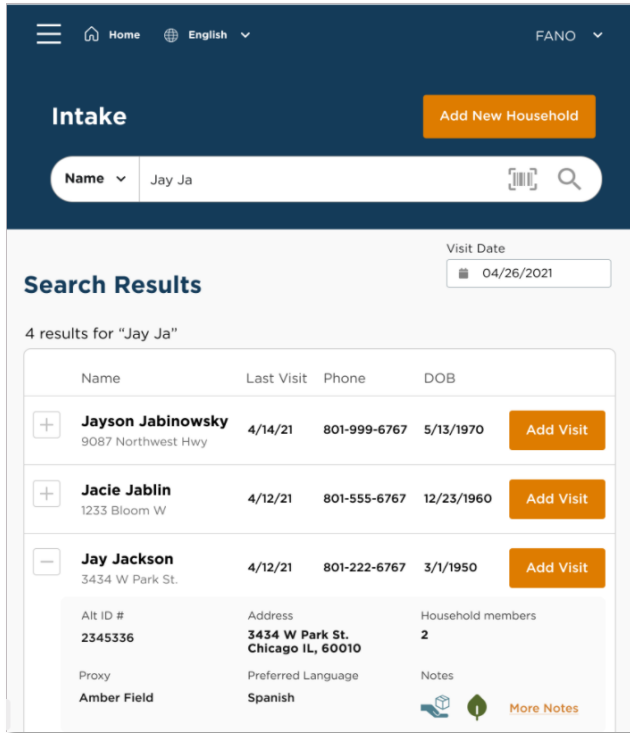 Home English FANO
Intake
Add New Household
Name Jay Ja
Visit Date
04/26/2021
Search Results
4 results for “Jay Ja”
Name Last Visit Phone DOB
Jayson Jabinowsky 4/14/21 801-999-6767 5/13/1970 Add Visit
9087 Northwest Hwy
Jacie Jablin 4/12/21 801-555-6767 12/23/1960 Add Visit
1233 Bloom W
Jay Jackson 4/12/21 801-222-6767 3/1/1950 Add Visit
3434 W Park St.
Alt ID # Address Household members
2345336 3434 W Park St. 2
Chicago IL, 60010
Proxy Preferred Language Notes
Amber Field Spanish More Notes